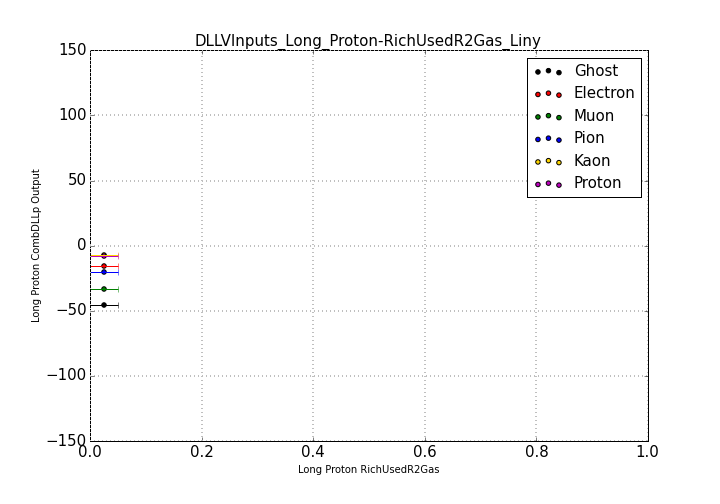 DLLVInputs_Long_Proton-RichUsedR2Gas_Liny
150
100
50
0
−50
−100
−150
Long Proton CombDLLp Output
Ghost
Electron
Muon
Pion
Kaon
Proton
0.0 0.2 0.4 0.6 0.8 1.0
Long Proton RichUsedR2Gas